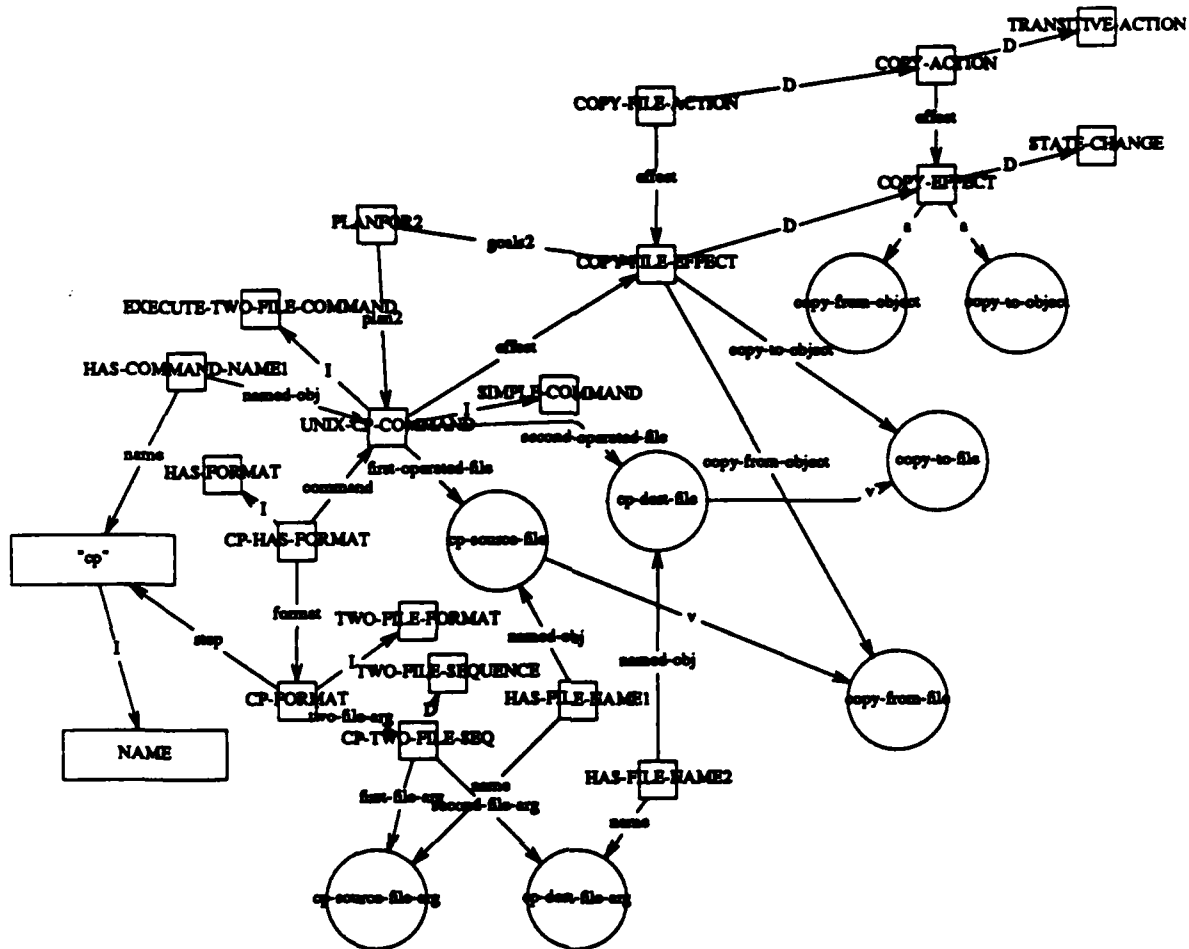 TRANSITIVE-ACTION
D
COPY-ACTION
D
COPY-FILE-ACTION
effect
STATE-CHANGE
D
COPY-EFFECT
effect
PLANFOR2
goals2
D
s
s
COPY-FILE-EFFECT
copy-from-object
copy-to-object
EXECUTE-TWO-FILE-COMMAND
plan2
effect
copy-to-object
HAS-COMMAND-NAME1
I
named-obj
SIMPLE-COMMAND
I
UNIX-CP-COMMAND
second-operated-file
name
HAS-FORMAT
first-operated-file
copy-from-object
copy-to-file
command
cp-dest-file
v
I
CP-HAS-FORMAT
cp-source-file
"cp"
format
v
step
TWO-FILE-FORMAT
named-obj
I
I
named-obj
TWO-FILE-SEQUENCE
CP-FORMAT
HAS-FILE-NAME1
copy-from-file
two-file-arg
D
CP-TWO-FILE-SEQ
NAME
HAS-FILE-NAME2
name
first-file-arg
second-file-arg
name
cp-source-file-arg
cp-dest-file-arg